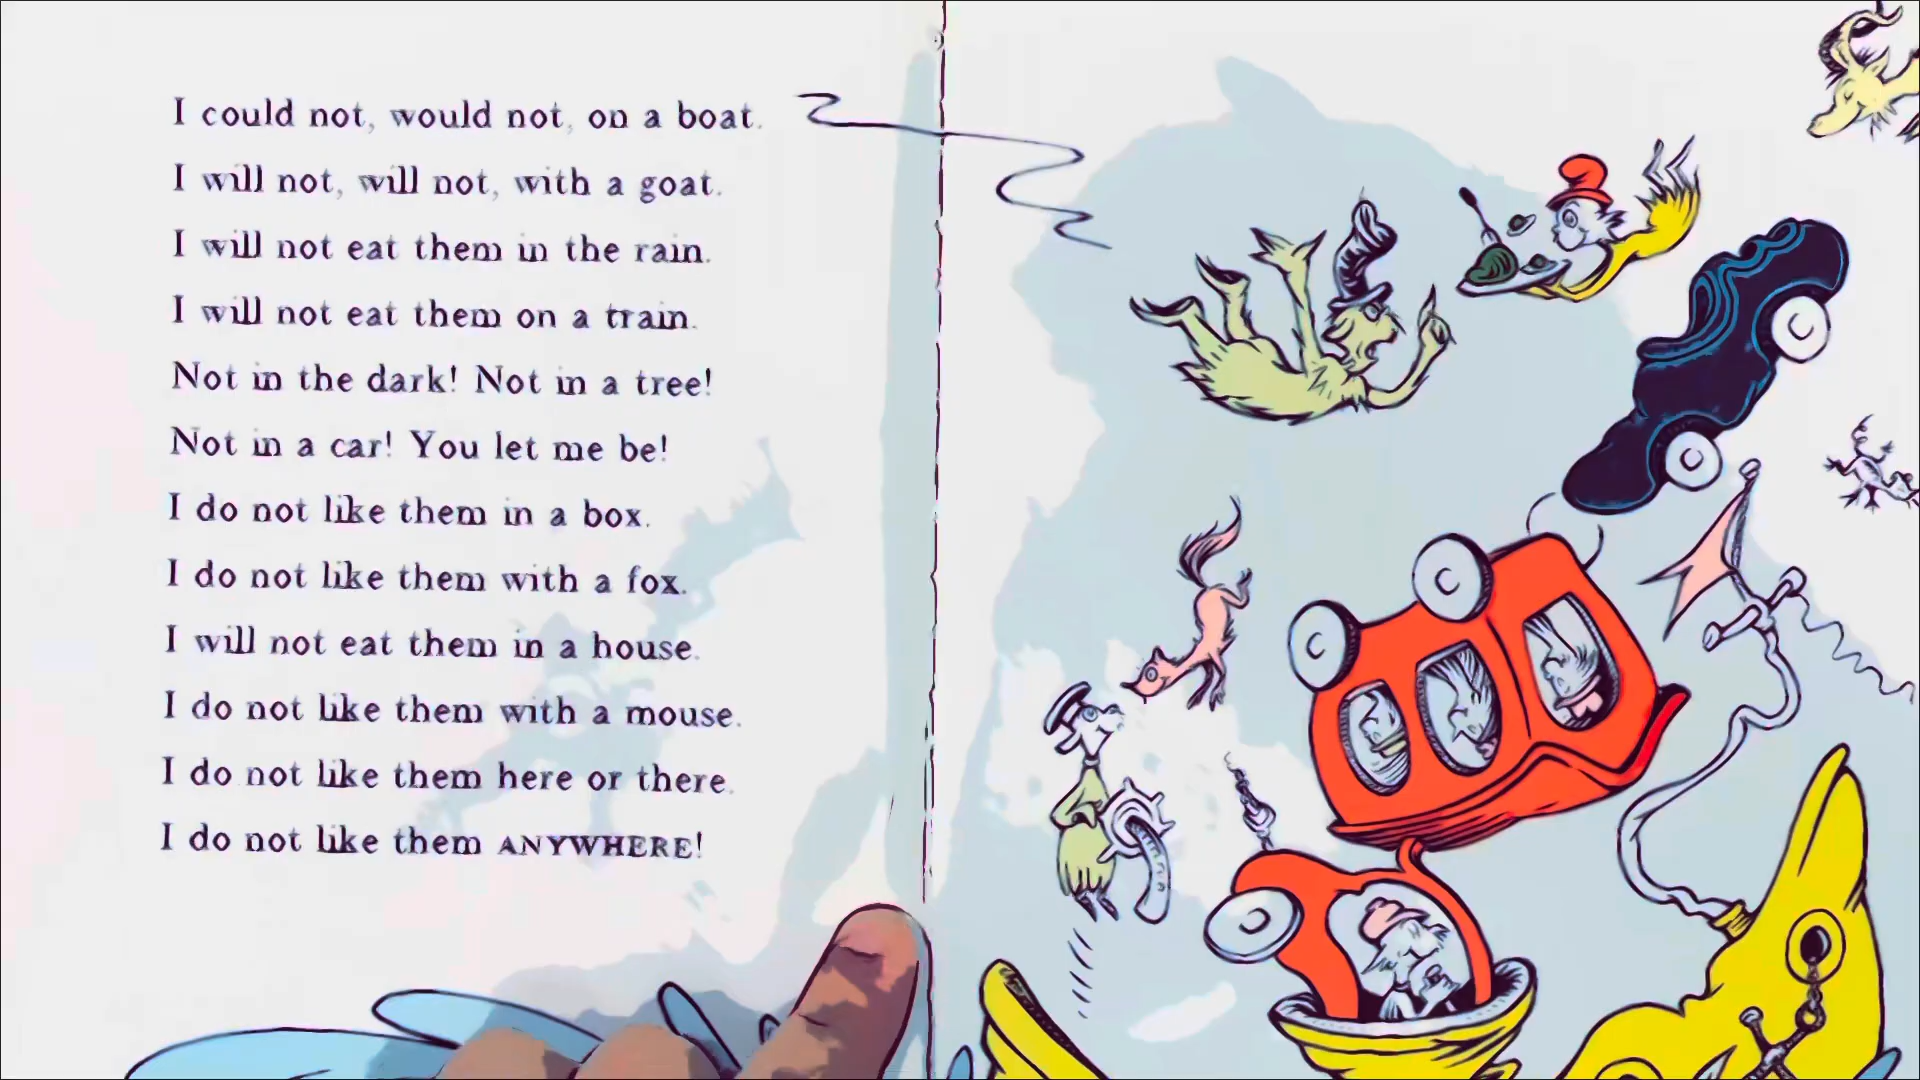 I could not, would not, on a boat.
I will not, will not, with a goat.
I will not eat them in the rain.
I will not eat them on a train.
Not in the dark! Not in a tree!
Not in a car! You let me be!
I do not like them in a box.
I do not like them with a fox.
I will not eat them in a house.
I do not like them with a mouse.
I do not like them here or there.
I do not like them ANYWHERE!